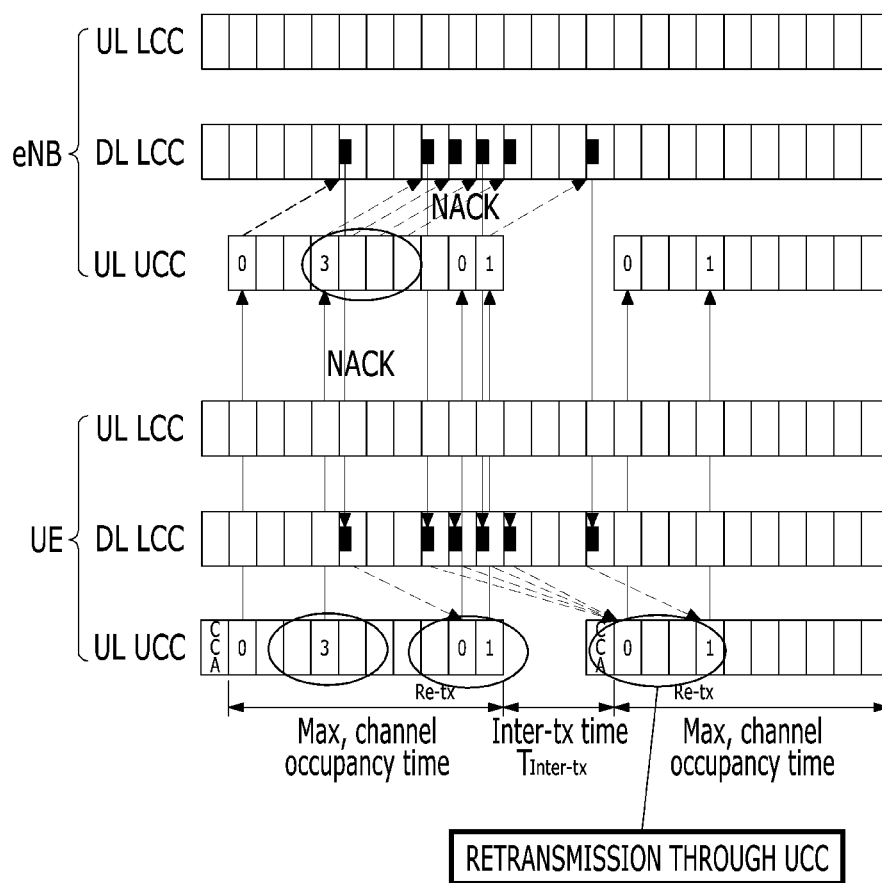 UL LCC
eNB
DL LCC
NACK
UL UCC
0 3 0 1 0 1
NACK
UL LCC
UE
DL LCC
UL UCC
CCA 0 3 0 1 CCA 0 1
Re-tx Re-tx
Max, channel occupancy time
Inter-tx time
TInter-tx
Max, channel occupancy time
RETRANSMISSION THROUGH UCC